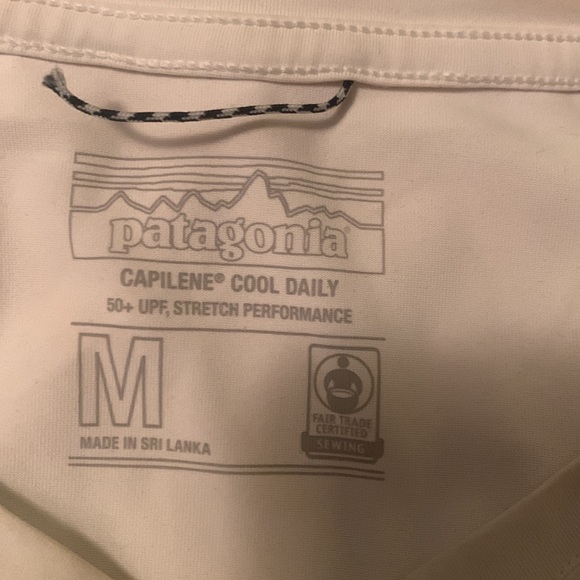 patagonia®
CAPILENE® COOL DAILY
50+ UPF, STRETCH PERFORMANCE
M
FAIR TRADE
CERTIFIED
SEWING
MADE IN SRI LANKA